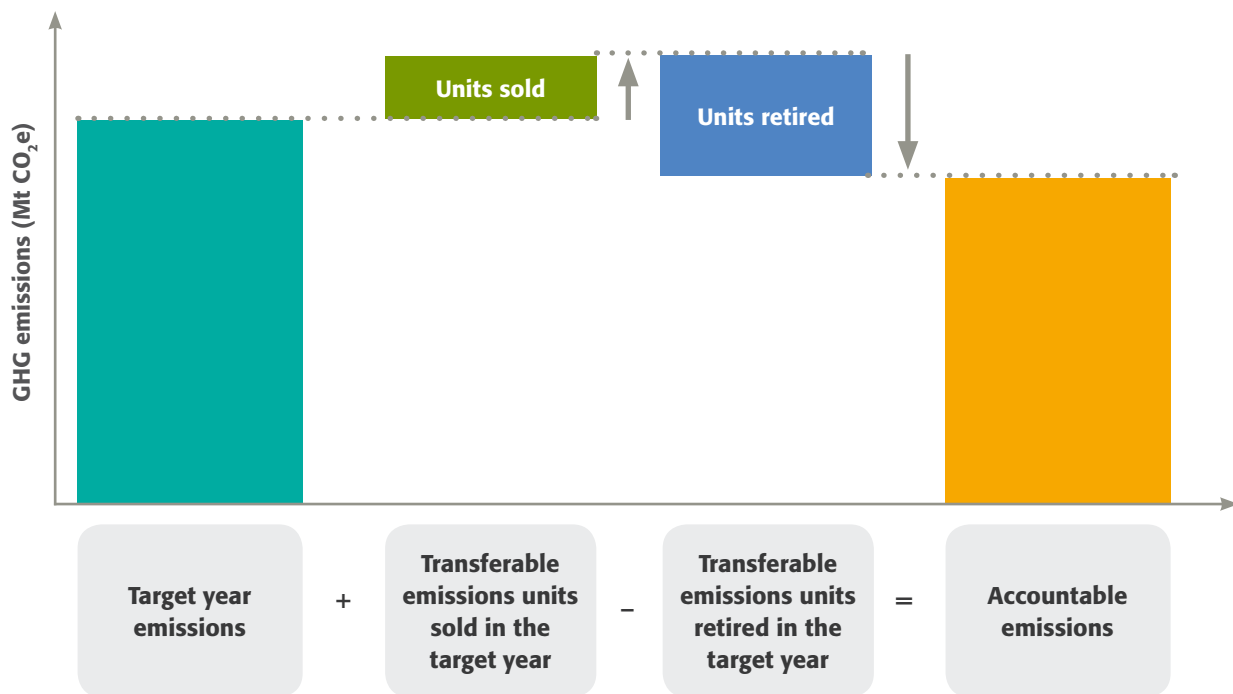 GHG emissions (Mt CO₂e)
Units sold
Units retired
Target year
emissions
+
Transferable
emissions units
sold in the
target year
–
Transferable
emissions units
retired in the
target year
=
Accountable
emissions